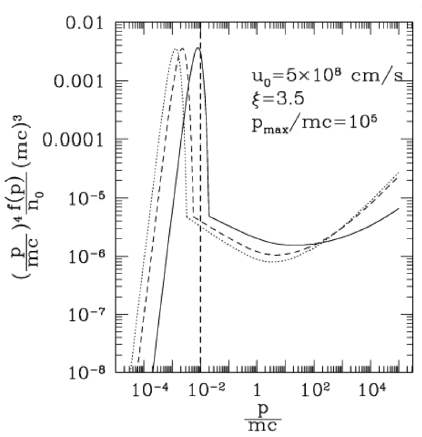 0.01
0.001
0.0001
10⁻⁵
10⁻⁶
10⁻⁷
10⁻⁸
(p/mc)⁴ f(p)/n₀ (mc)³
u₀=5×10⁸ cm/s
ξ=3.5
pₘₐₓ/mc=10⁵
10⁻⁴ 10⁻² 1 10² 10⁴
p
mc